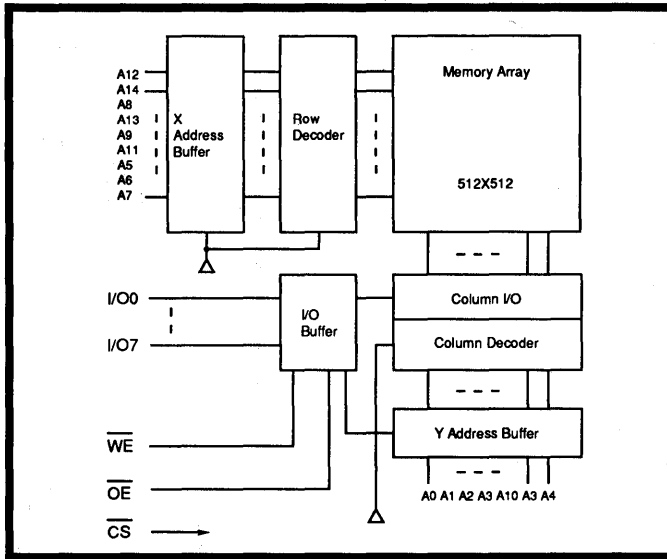 A12
A14
A8
A13
A9
A11
A5
A6
A7
X
Address
Buffer
Row
Decoder
Memory Array
512X512
I/O0
I/O7
I/O
Buffer
Column I/O
Column Decoder
Y Address Buffer
A0 A1 A2 A3 A10 A3 A4
WE
OE
CS